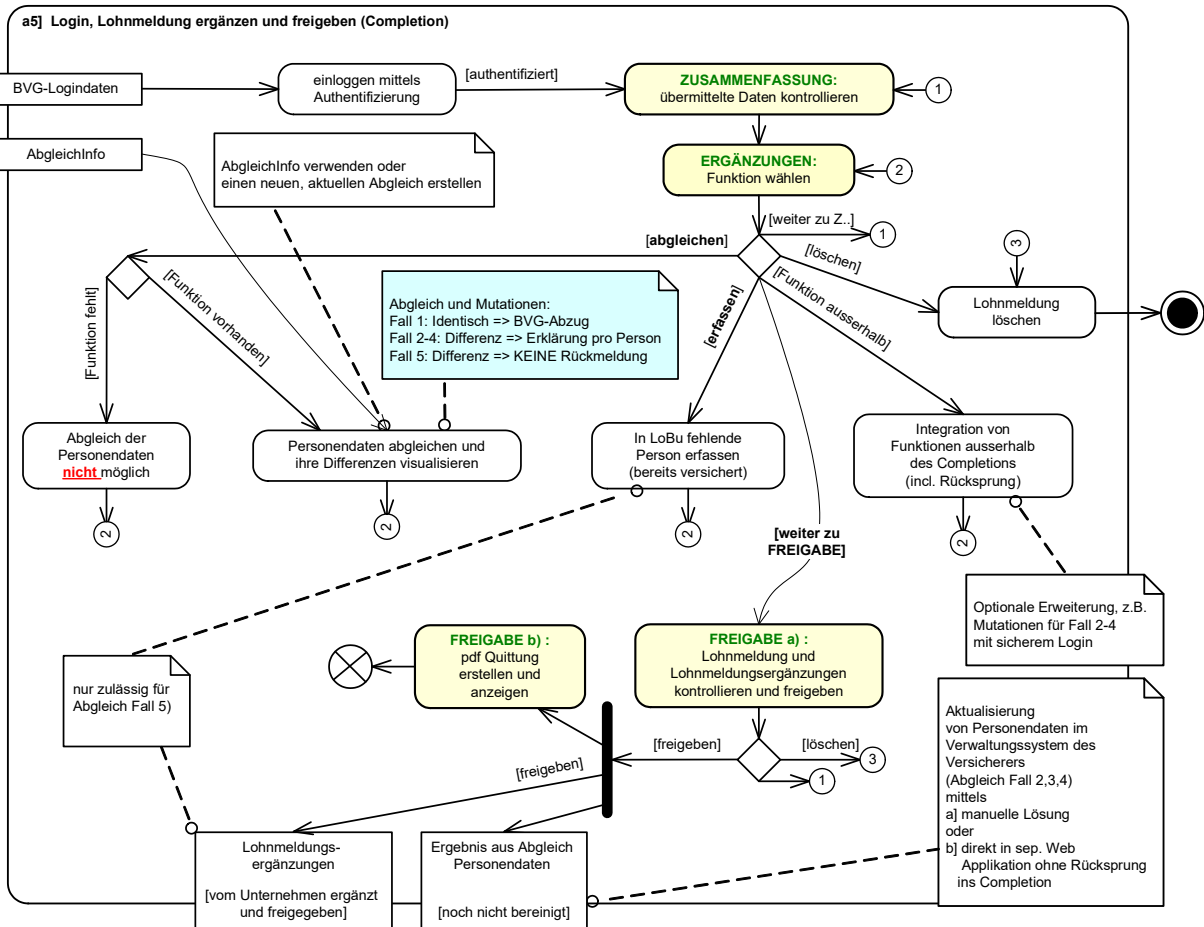 a5]  Login, Lohnmeldung ergänzen und freigeben (Completion)
BVG-Logindaten
einloggen mittels
Authentifizierung
[authentifiziert]
ZUSAMMENFASSUNG:
übermittelte Daten kontrollieren
1
AbgleichInfo
AbgleichInfo verwenden oder
einen neuen, aktuellen Abgleich erstellen
ERGÄNZUNGEN:
Funktion wählen
2
[weiter zu Z..]
1
[abgleichen]
[löschen]
3
[Funktion fehlt]
[Funktion vorhanden]
Abgleich und Mutationen:
Fall 1: Identisch => BVG-Abzug
Fall 2-4: Differenz => Erklärung pro Person
Fall 5: Differenz => KEINE Rückmeldung
[erfassen]
[Funktion ausserhalb]
Lohnmeldung
löschen
Abgleich der
Personendaten
nicht möglich
2
Personendaten abgleichen und
ihre Differenzen visualisieren
2
In LoBu fehlende
Person erfassen
(bereits versichert)
2
Integration von
Funktionen ausserhalb
des Completions
(incl. Rücksprung)
2
[weiter zu
FREIGABE]
Optionale Erweiterung, z.B.
Mutationen für Fall 2-4
mit sicherem Login
nur zulässig für
Abgleich Fall 5)
FREIGABE b) :
pdf Quittung
erstellen und
anzeigen
FREIGABE a) :
Lohnmeldung und
Lohnmeldungsergänzungen
kontrollieren und freigeben
[freigeben]
[löschen]
3
1
[freigeben]
Aktualisierung
von Personendaten im
Verwaltungssystem des
Versicherers
(Abgleich Fall 2,3,4)
mittels
a] manuelle Lösung
oder
b] direkt in sep. Web
Applikation ohne Rücksprung
ins Completion
Lohnmeldungs-
ergänzungen
[vom Unternehmen ergänzt
und freigegeben]
Ergebnis aus Abgleich
Personendaten
[noch nicht bereinigt]